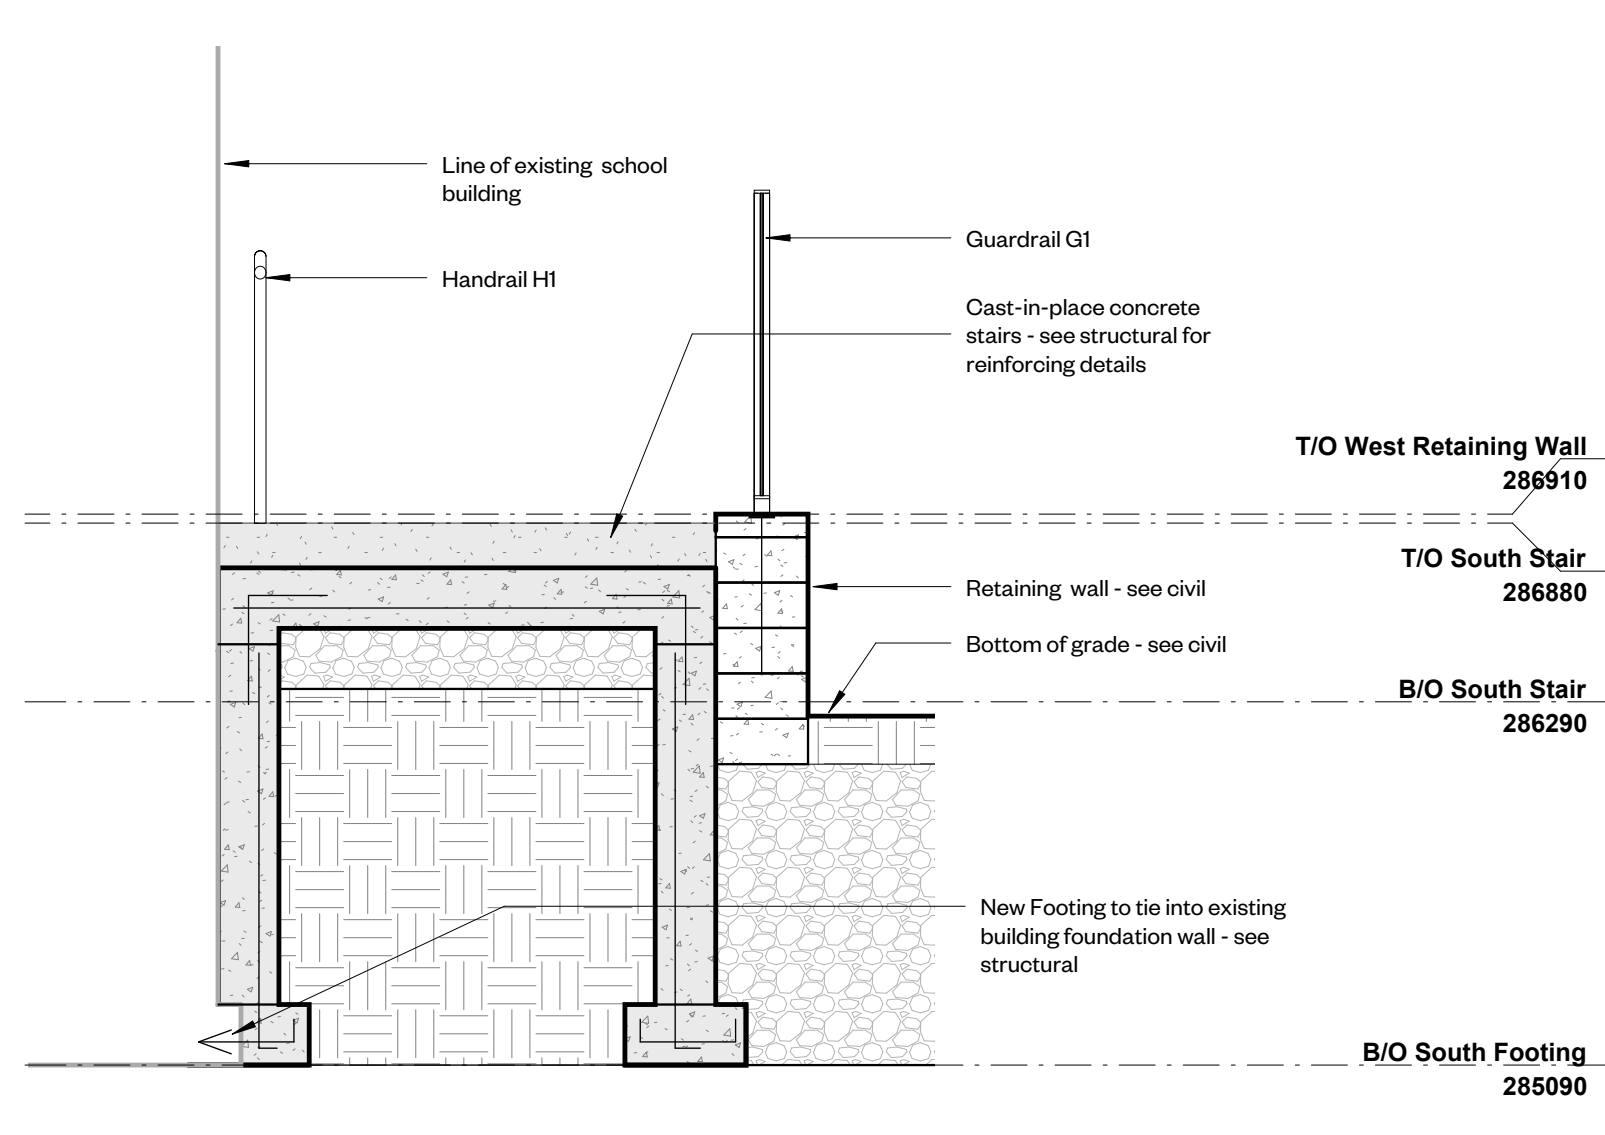 Line of existing school
building
Handrail H1
Guardrail G1
Cast-in-place concrete
stairs - see structural for
reinforcing details
T/O West Retaining Wall
286910
T/O South Stair
286880
Retaining wall - see civil
Bottom of grade - see civil
B/O South Stair
286290
New Footing to tie into existing
building foundation wall - see
structural
B/O South Footing
285090